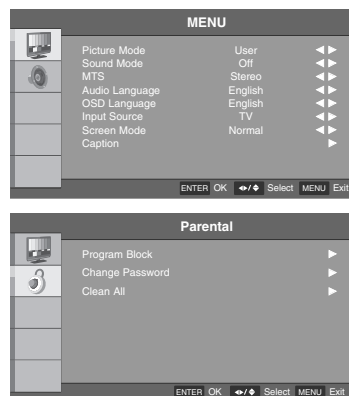 MENU
Picture Mode User
Sound Mode Off
MTS Stereo
Audio Language English
OSD Language English
Input Source TV
Screen Mode Normal
Caption
ENTER OK Select MENU Exit
Parental
Program Block
Change Password
Clean All
ENTER OK Select MENU Exit